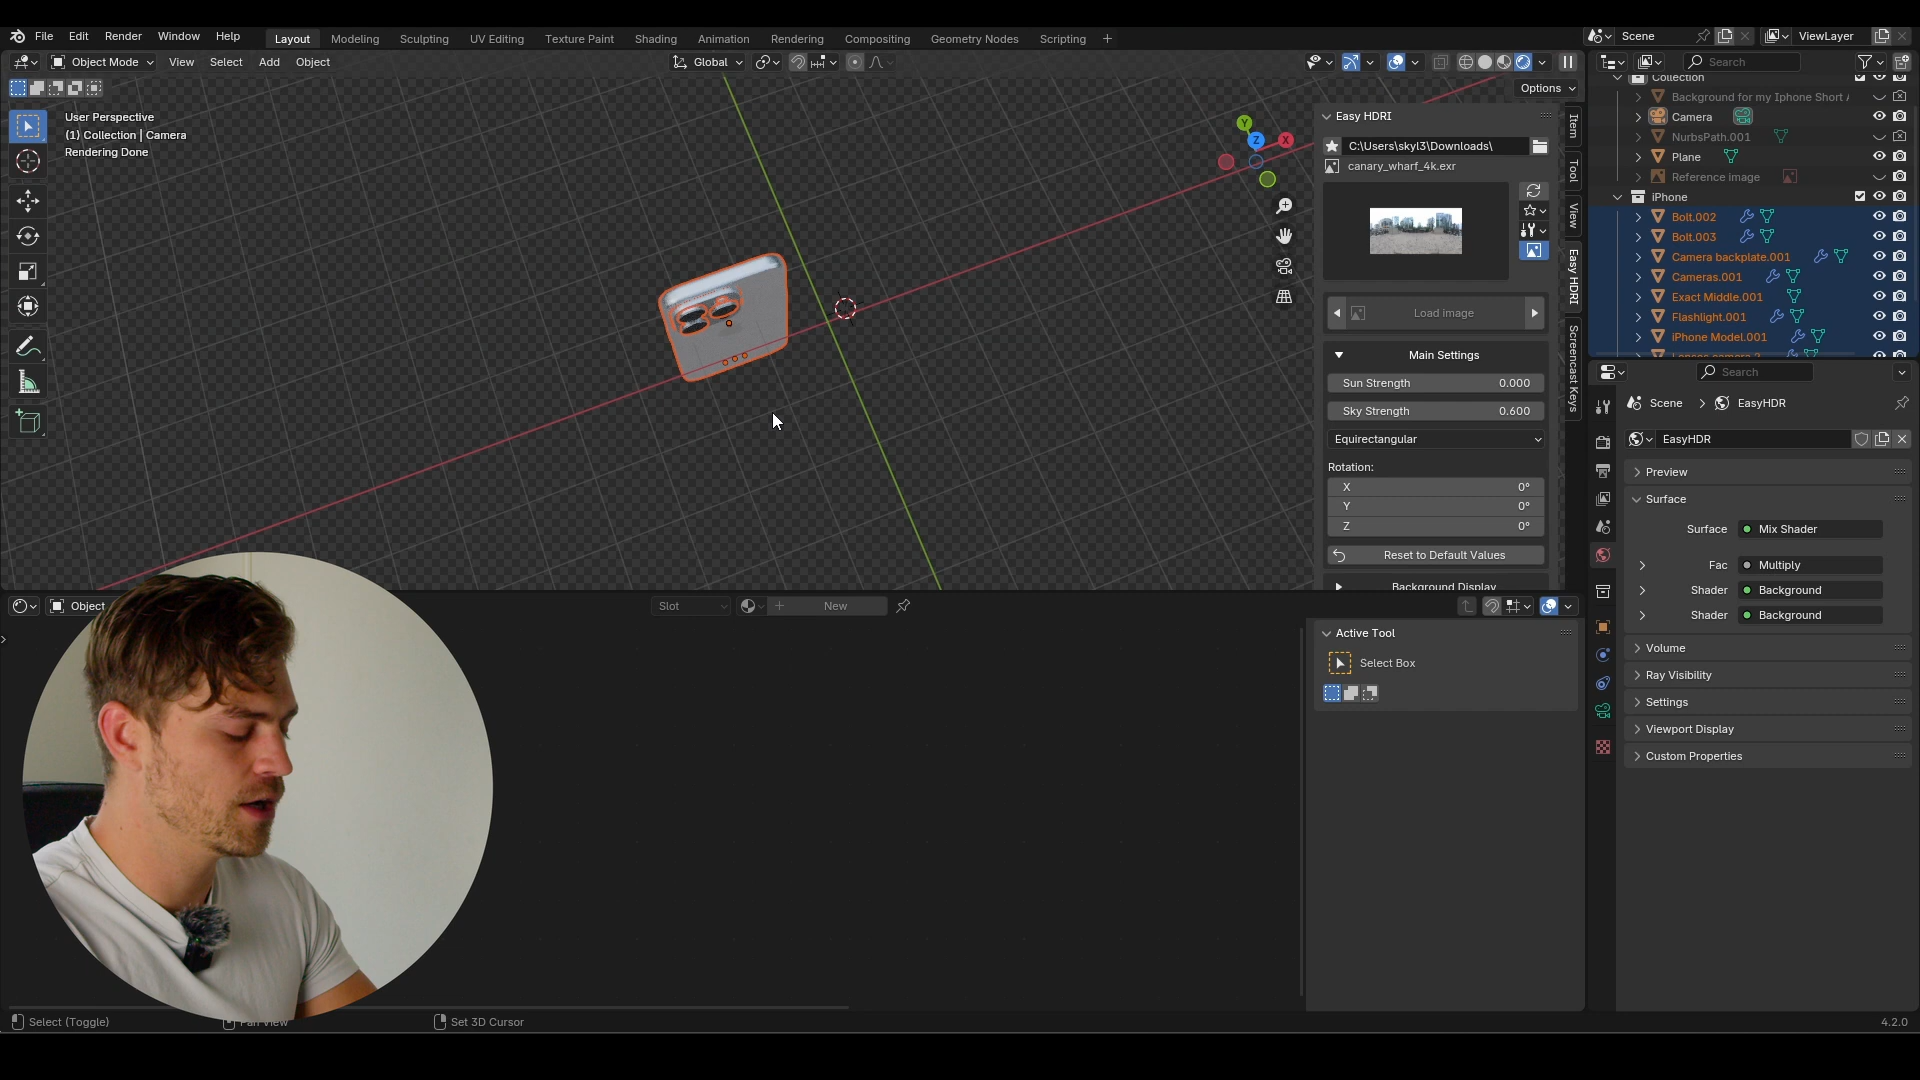 File Edit Render Window Help
Layout Modeling Sculpting UV Editing Texture Paint Shading Animation Rendering Compositing Geometry Nodes Scripting +
Scene
ViewLayer
Object Mode View Select Add Object
Global
Options
User Perspective
(1) Collection | Camera
Rendering Done
Y
Z
X
Easy HDRI
C:\Users\skyl3\Downloads\
canary_wharf_4k.exr
Load image
Main Settings
Sun Strength 0.000
Sky Strength 0.600
Equirectangular
Rotation:
X 0°
Y 0°
Z 0°
Reset to Default Values
Background Display
Item
Tool
View
Easy HDRI
Screencast Keys
Search
Collection
Background for my Iphone Short
Camera
NurbsPath.001
Plane
Reference image
iPhone
Bolt.002
Bolt.003
Camera backplate.001
Cameras.001
Exact Middle.001
Flashlight.001
iPhone Model.001
Search
Scene > EasyHDR
EasyHDR
Preview
Surface
Surface Mix Shader
Fac Multiply
Shader Background
Shader Background
Volume
Ray Visibility
Settings
Viewport Display
Custom Properties
Object
Slot
New
Active Tool
Select Box
Select (Toggle)
Pan View
Set 3D Cursor
4.2.0